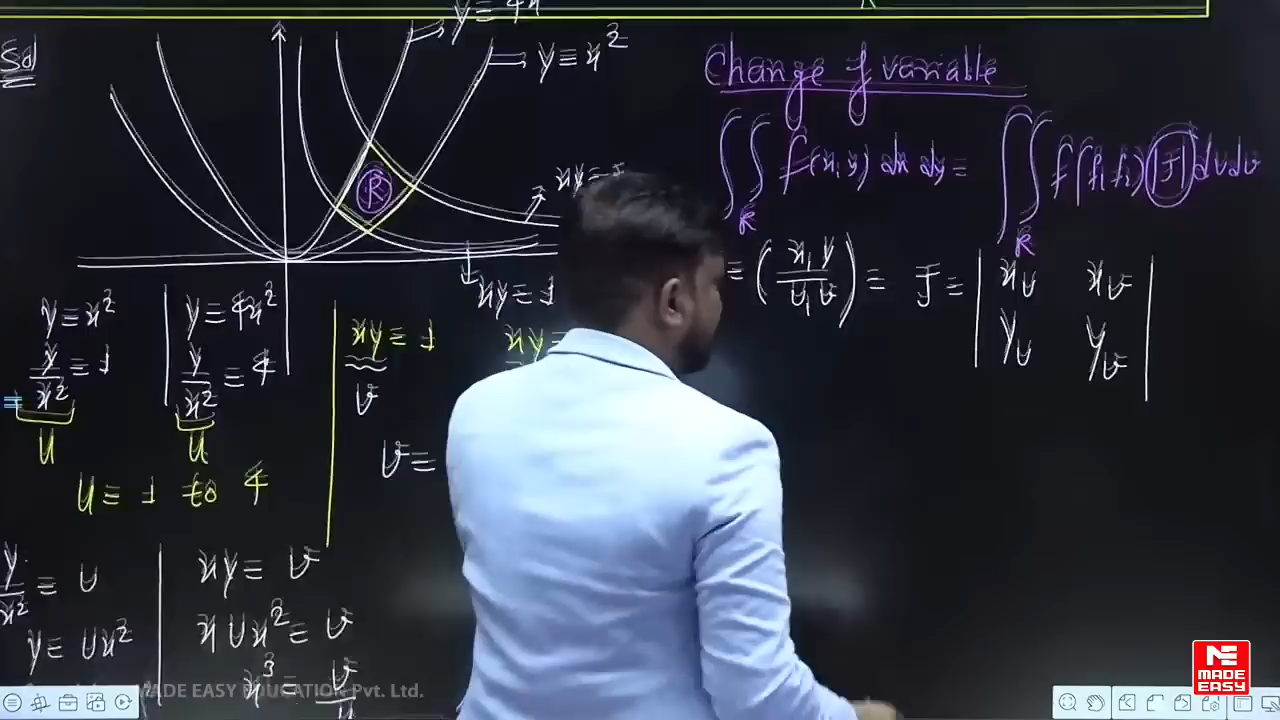 Sol
y = 4x
y = x²
xy = 1
R
y = x²
y/x² = 1
u
y = 4x²
y/x² = 4
u
u = 1 to 4
xy = 1
v
xy =
v =
y/x² = u
y = ux²
xy = v
x ux² = v
x³ = v/u
Change of variable
∫∫ f(x,y) dx dy = ∫∫ f(f₁ f₂) |J| du dv
R
R
= (x,y / u,v) = J = | xu xv |
| yu yv |
MADE EASY EDUCATION Pvt. Ltd.
MADE
EASY